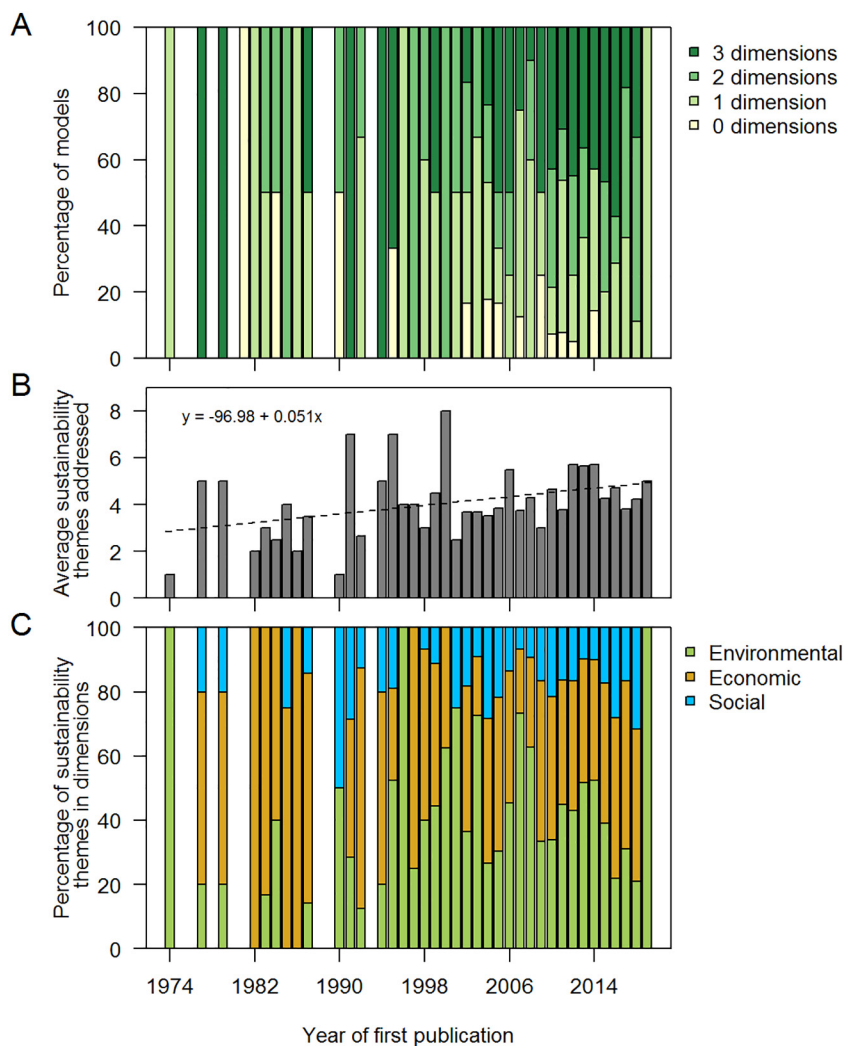 A
Percentage of models
100
80
60
40
20
0
3 dimensions
2 dimensions
1 dimension
0 dimensions
B
Average sustainability
themes addressed
8
6
4
2
0
y = -96.98 + 0.051x
C
Percentage of sustainability
themes in dimensions
100
80
60
40
20
0
Environmental
Economic
Social
1974 1982 1990 1998 2006 2014
Year of first publication